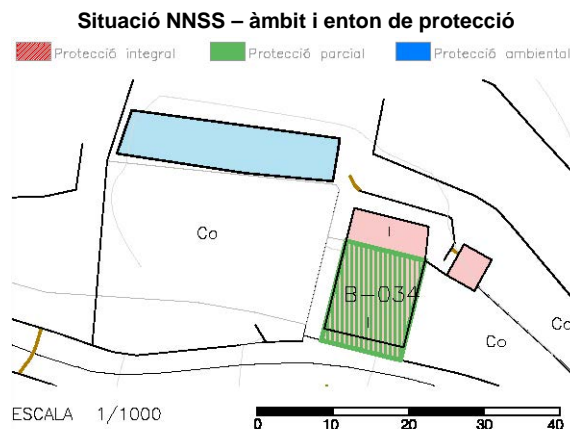 Situació NNSS – àmbit i enton de protecció
Protecció integral Protecció parcial Protecció ambiental
Co
I
B-034
I
Co
Co
ESCALA 1/1000
0 10 20 30 40